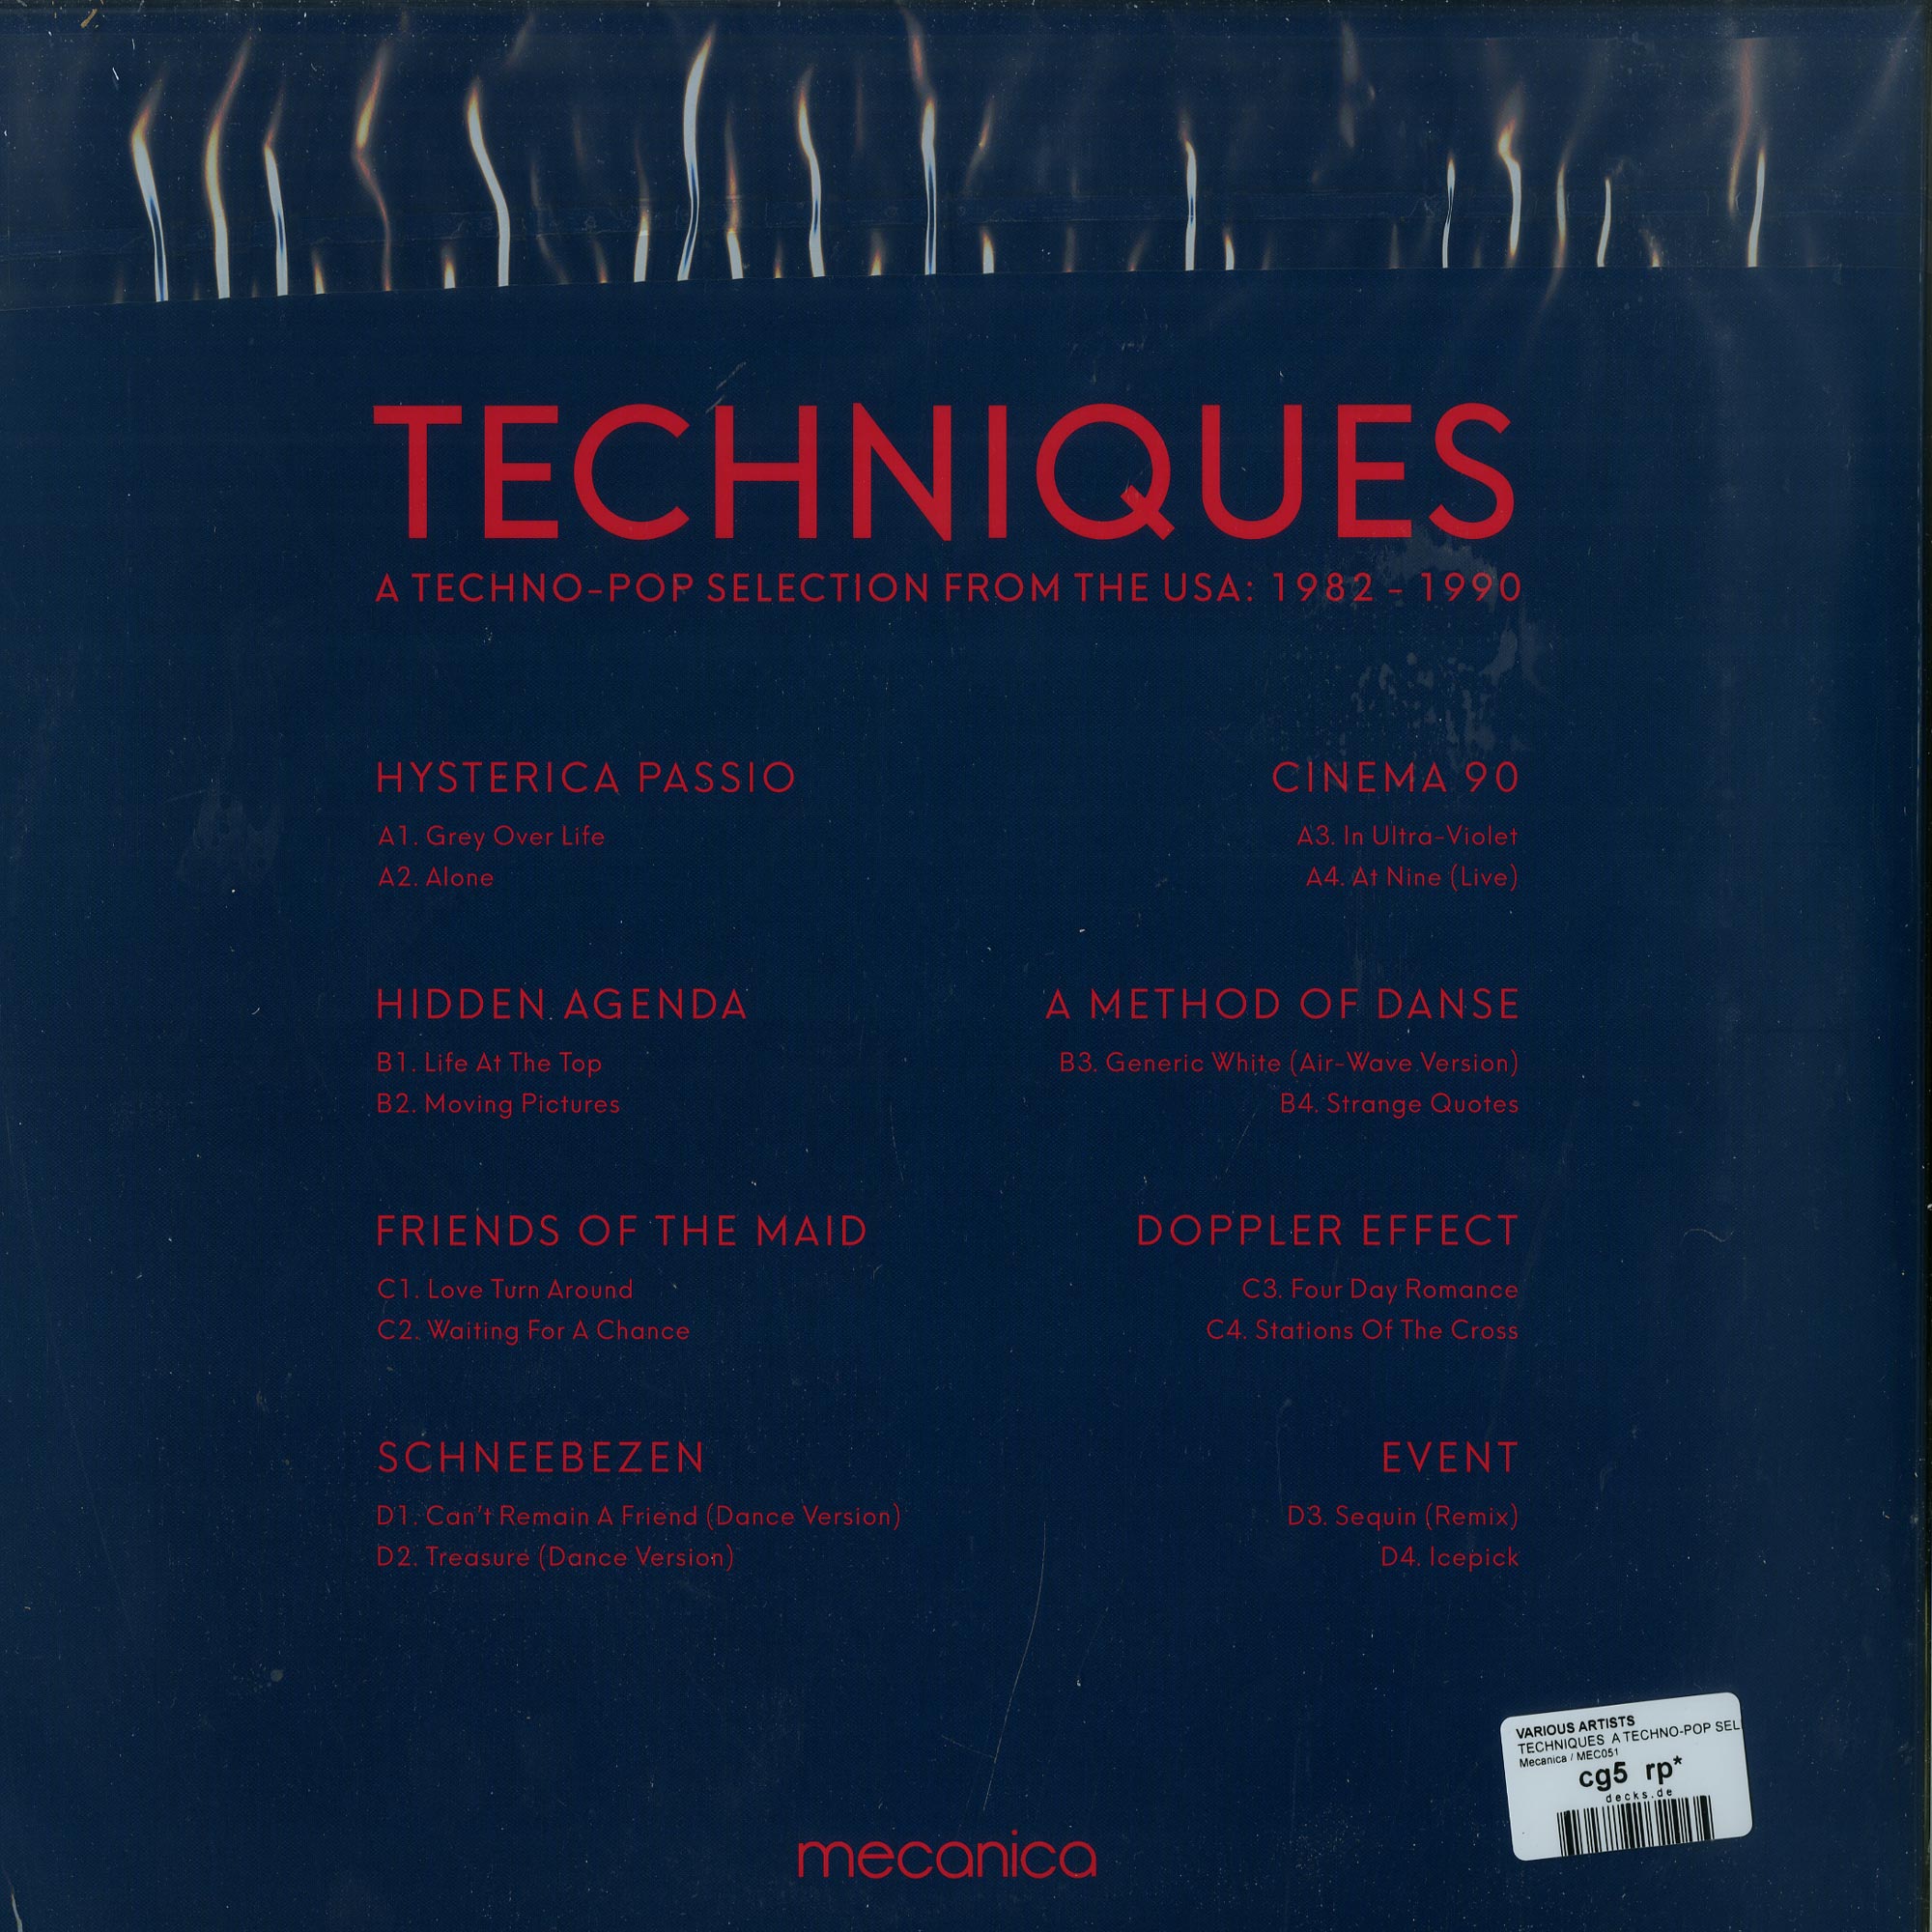 TECHNIQUES
A TECHNO-POP SELECTION FROM THE USA: 1982 - 1990
HYSTERICA PASSIO
A1. Grey Over Life
A2. Alone
CINEMA 90
A3. In Ultra-Violet
A4. At Nine (Live)
HIDDEN AGENDA
B1. Life At The Top
B2. Moving Pictures
A METHOD OF DANSE
B3. Generic White (Air-Wave Version)
B4. Strange Quotes
FRIENDS OF THE MAID
C1. Love Turn Around
C2. Waiting For A Chance
DOPPLER EFFECT
C3. Four Day Romance
C4. Stations Of The Cross
SCHNEEBEZEN
D1. Can't Remain A Friend (Dance Version)
D2. Treasure (Dance Version)
EVENT
D3. Sequin (Remix)
D4. Icepick
VARIOUS ARTISTS
TECHNIQUES A TECHNO-POP SEL
Mecanica / MEC051
cg5 rp*
decks.de
mecanica